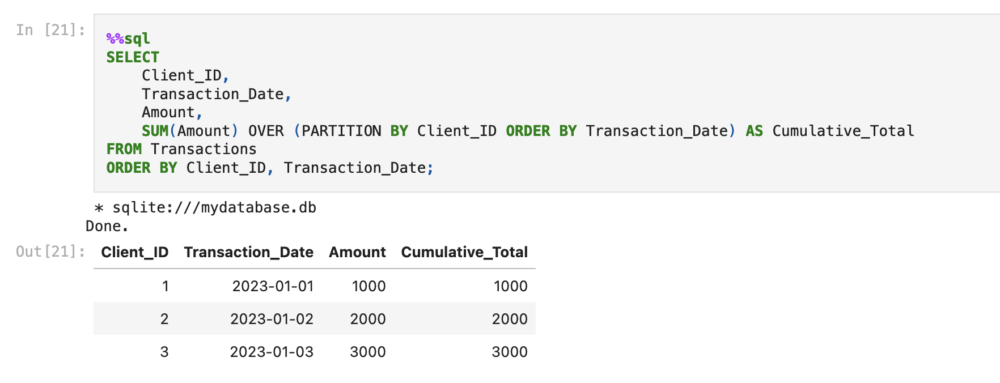 In [21]:
%%sql
SELECT
    Client_ID,
    Transaction_Date,
    Amount,
    SUM(Amount) OVER (PARTITION BY Client_ID ORDER BY Transaction_Date) AS Cumulative_Total
FROM Transactions
ORDER BY Client_ID, Transaction_Date;
* sqlite:///mydatabase.db
Done.
Out[21]:
Client_ID Transaction_Date Amount Cumulative_Total
1 2023-01-01 1000 1000
2 2023-01-02 2000 2000
3 2023-01-03 3000 3000